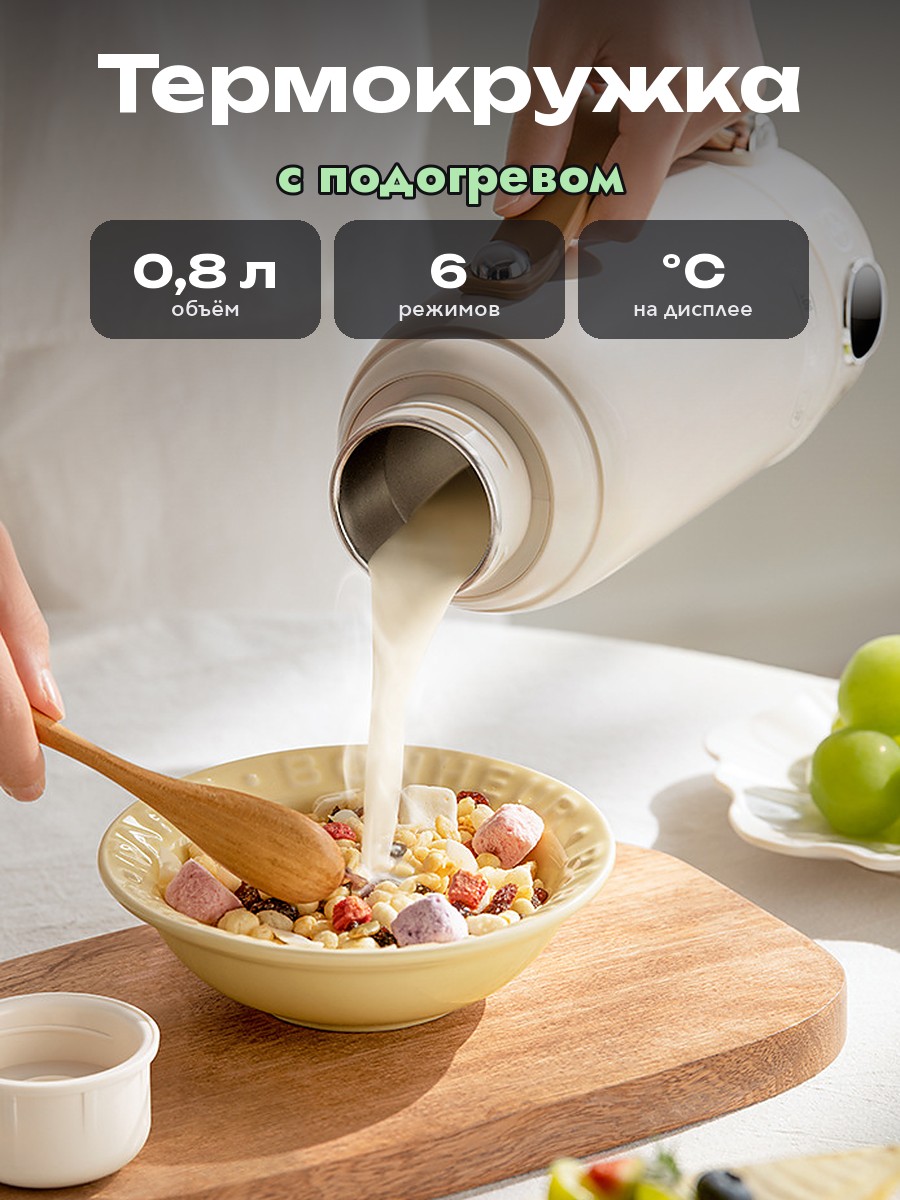 Термокружка
с подогревом
0,8 л
объём
6
режимов
°C
на дисплее